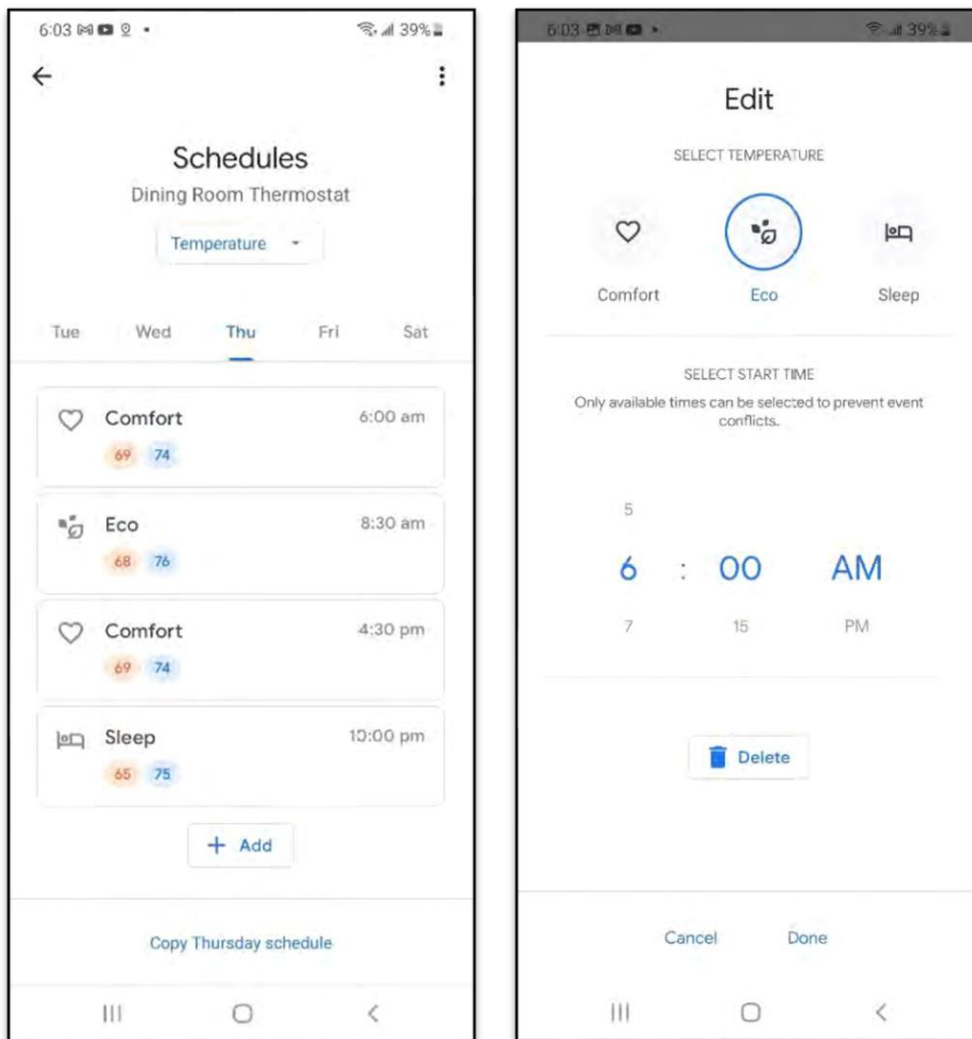 6:03
39%
Schedules
Dining Room Thermostat
Temperature
Tue Wed Thu Fri Sat
Comfort 6:00 am
69 74
Eco 8:30 am
68 76
Comfort 4:30 pm
69 74
Sleep 10:00 pm
65 75
+ Add
Copy Thursday schedule
6:03
39%
Edit
SELECT TEMPERATURE
Comfort Eco Sleep
SELECT START TIME
Only available times can be selected to prevent event
conflicts.
5
6 : 00 AM
7 15 PM
Delete
Cancel Done